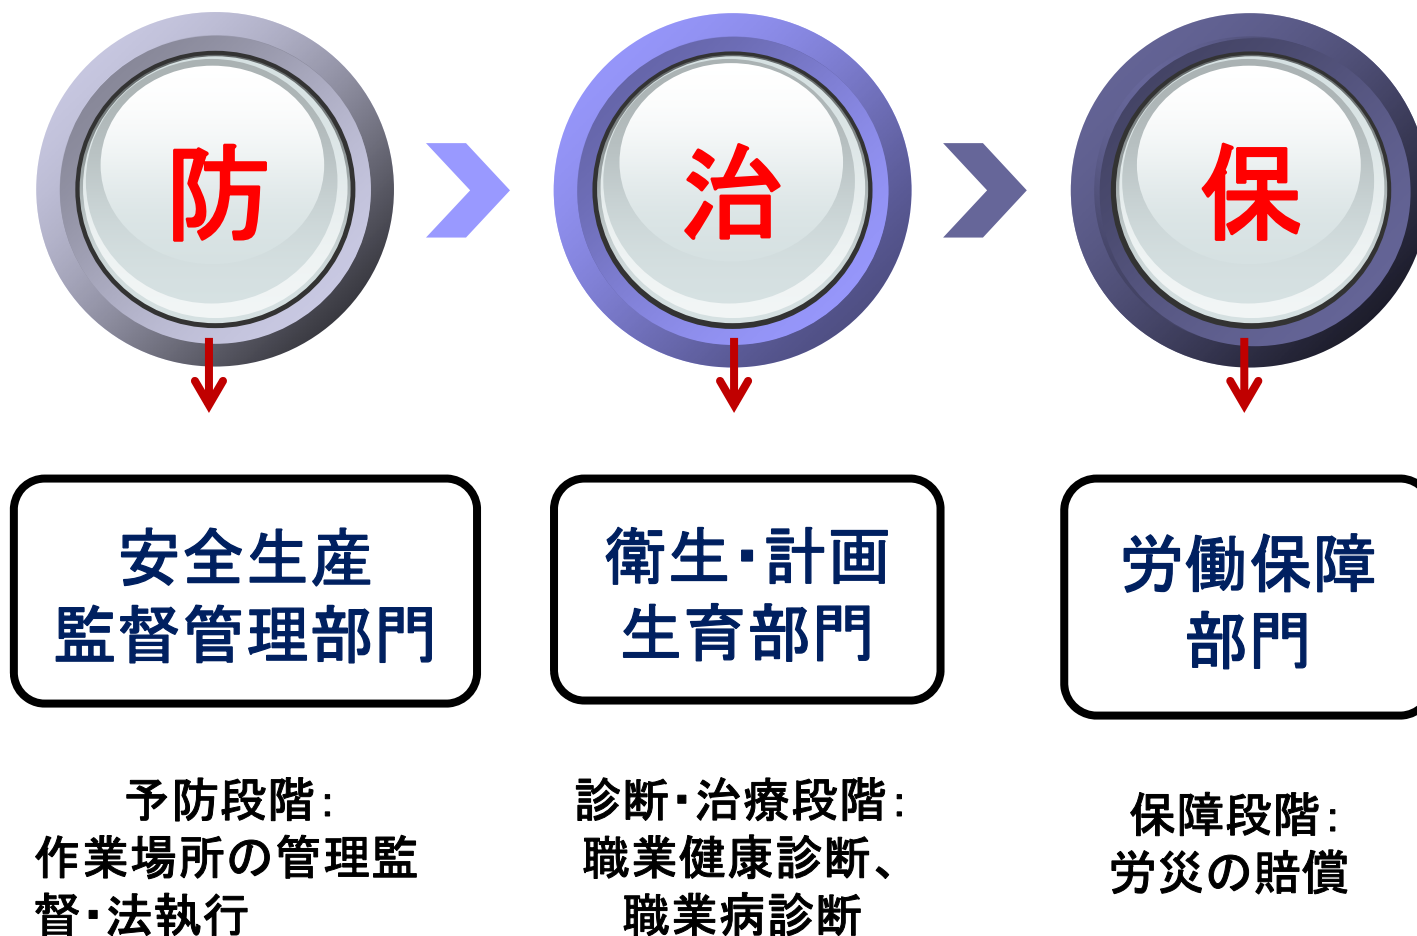 防
治
保
安全生産
監督管理部門
衛生・計画
生育部門
労働保障
部門
予防段階：
作業場所の管理監
督・法執行
診断・治療段階：
職業健康診断、
職業病診断
保障段階：
労災の賠償